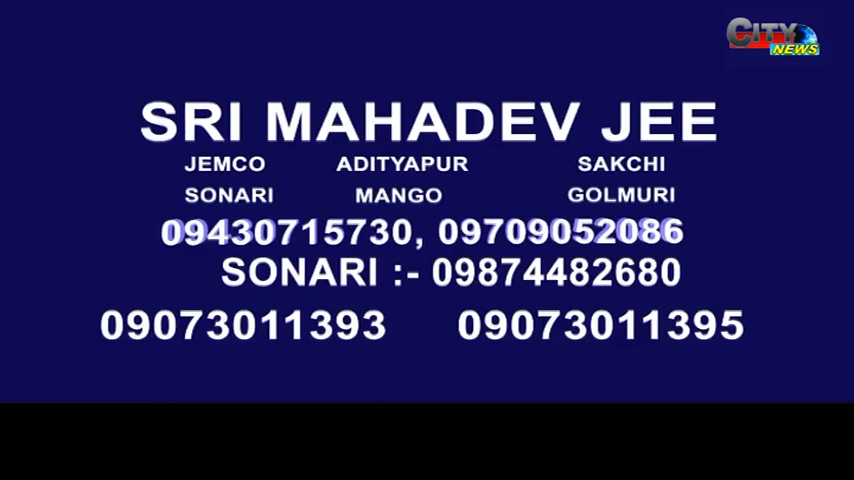 CITY
NEWS
SRI MAHADEV JEE
JEMCO ADITYAPUR SAKCHI
SONARI MANGO GOLMURI
09430715730, 09709052086
SONARI :- 09874482680
09073011393 09073011395